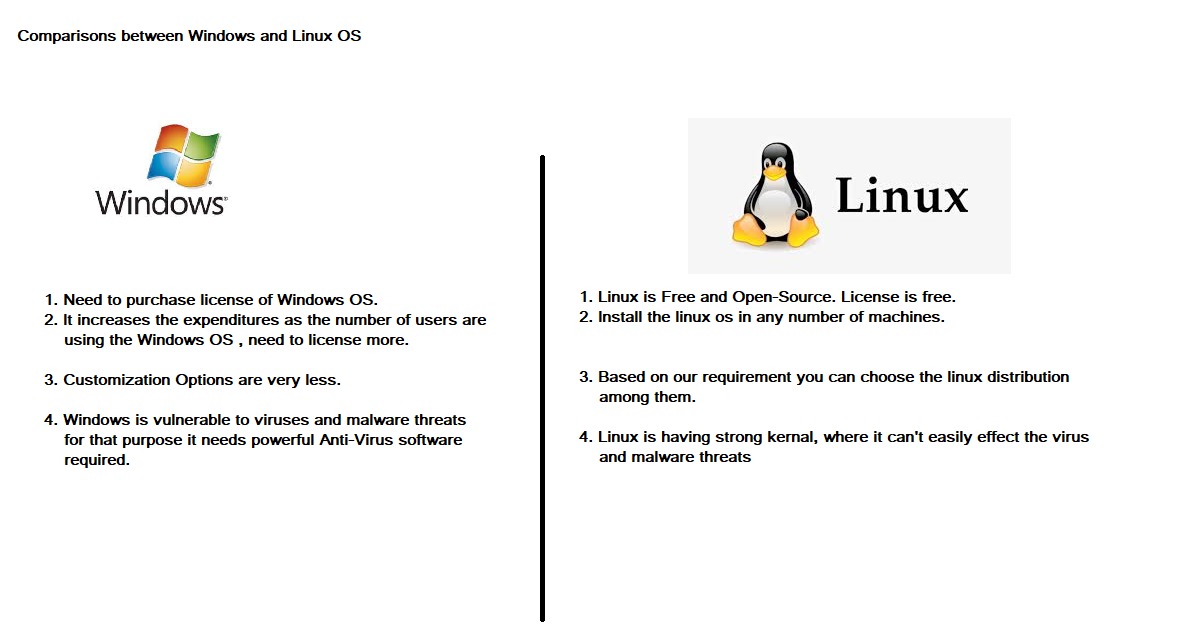 Comparisons between Windows and Linux OS
Windows®
1. Need to purchase license of Windows OS.
2. It increases the expenditures as the number of users are
using the Windows OS , need to license more.
3. Customization Options are very less.
4. Windows is vulnerable to viruses and malware threats
for that purpose it needs powerful Anti-Virus software
required.
Linux
1. Linux is Free and Open-Source. License is free.
2. Install the linux os in any number of machines.
3. Based on our requirement you can choose the linux distribution
among them.
4. Linux is having strong kernal, where it can't easily effect the virus
and malware threats